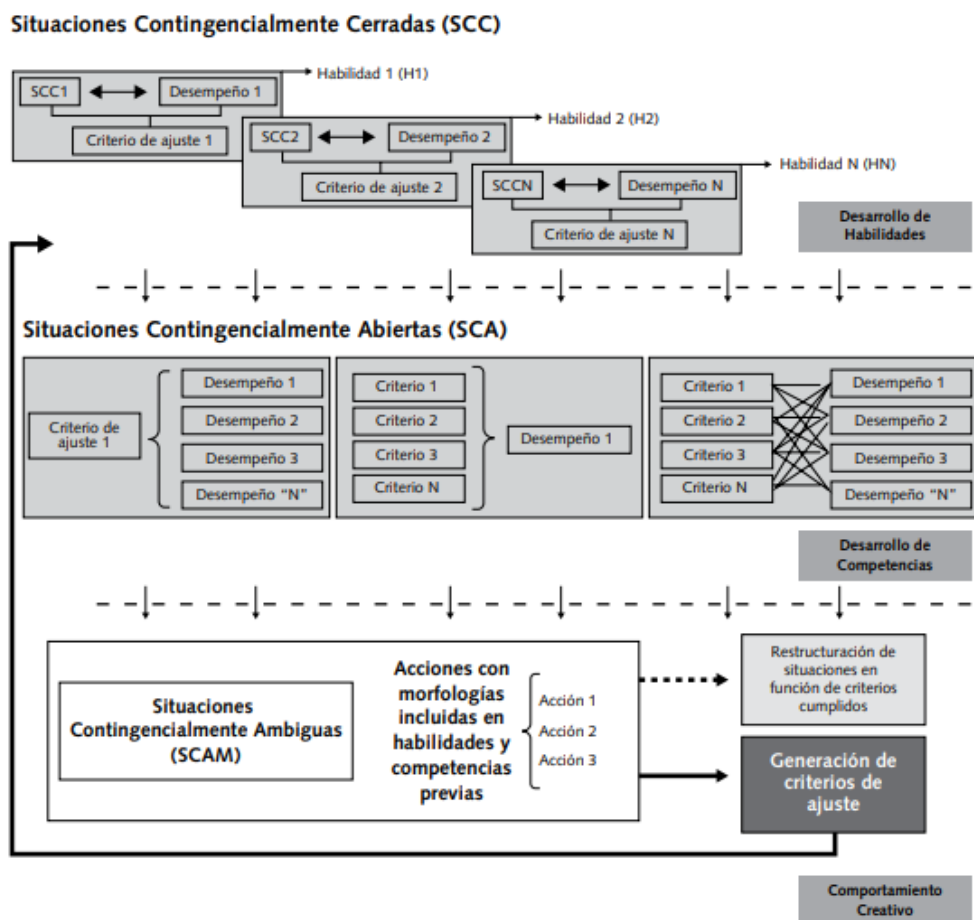 Situaciones Contingencialmente Cerradas (SCC)
Habilidad 1 (H1)
SCC1
Desempeño 1
Criterio de ajuste 1
Habilidad 2 (H2)
SCC2
Desempeño 2
Criterio de ajuste 2
Habilidad N (HN)
SCCN
Desempeño N
Criterio de ajuste N
Desarrollo de
Habilidades
Situaciones Contingencialmente Abiertas (SCA)
Criterio de
ajuste 1
Desempeño 1
Desempeño 2
Desempeño 3
Desempeño "N"
Criterio 1
Criterio 2
Criterio 3
Criterio N
Desempeño 1
Criterio 1
Criterio 2
Criterio 3
Criterio N
Desempeño 1
Desempeño 2
Desempeño 3
Desempeño "N"
Desarrollo de
Competencias
Situaciones
Contingencialmente Ambiguas
(SCAM)
Acciones con
morfologías
incluidas en
habilidades y
competencias
previas
Acción 1
Acción 2
Acción 3
Restructuración de
situaciones en
función de criterios
cumplidos
Generación de
criterios de
ajuste
Comportamiento
Creativo